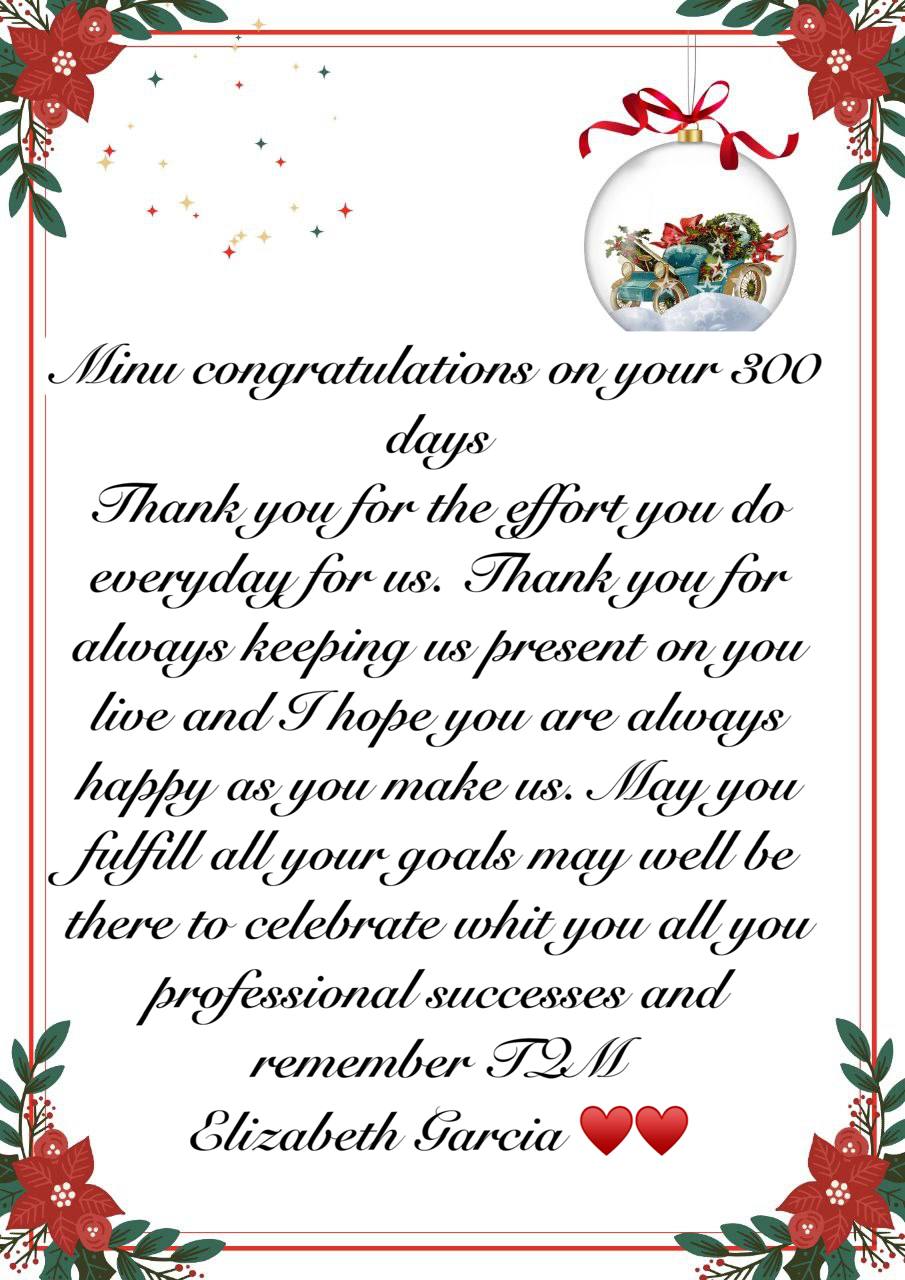 Minu congratulations on your 300
days
Thank you for the effort you do
everyday for us. Thank you for
always keeping us present on you
live and I hope you are always
happy as you make us. May you
fulfill all your goals may well be
there to celebrate whit you all you
professional successes and
remember TQM
Elizabeth Garcia ♥️♥️